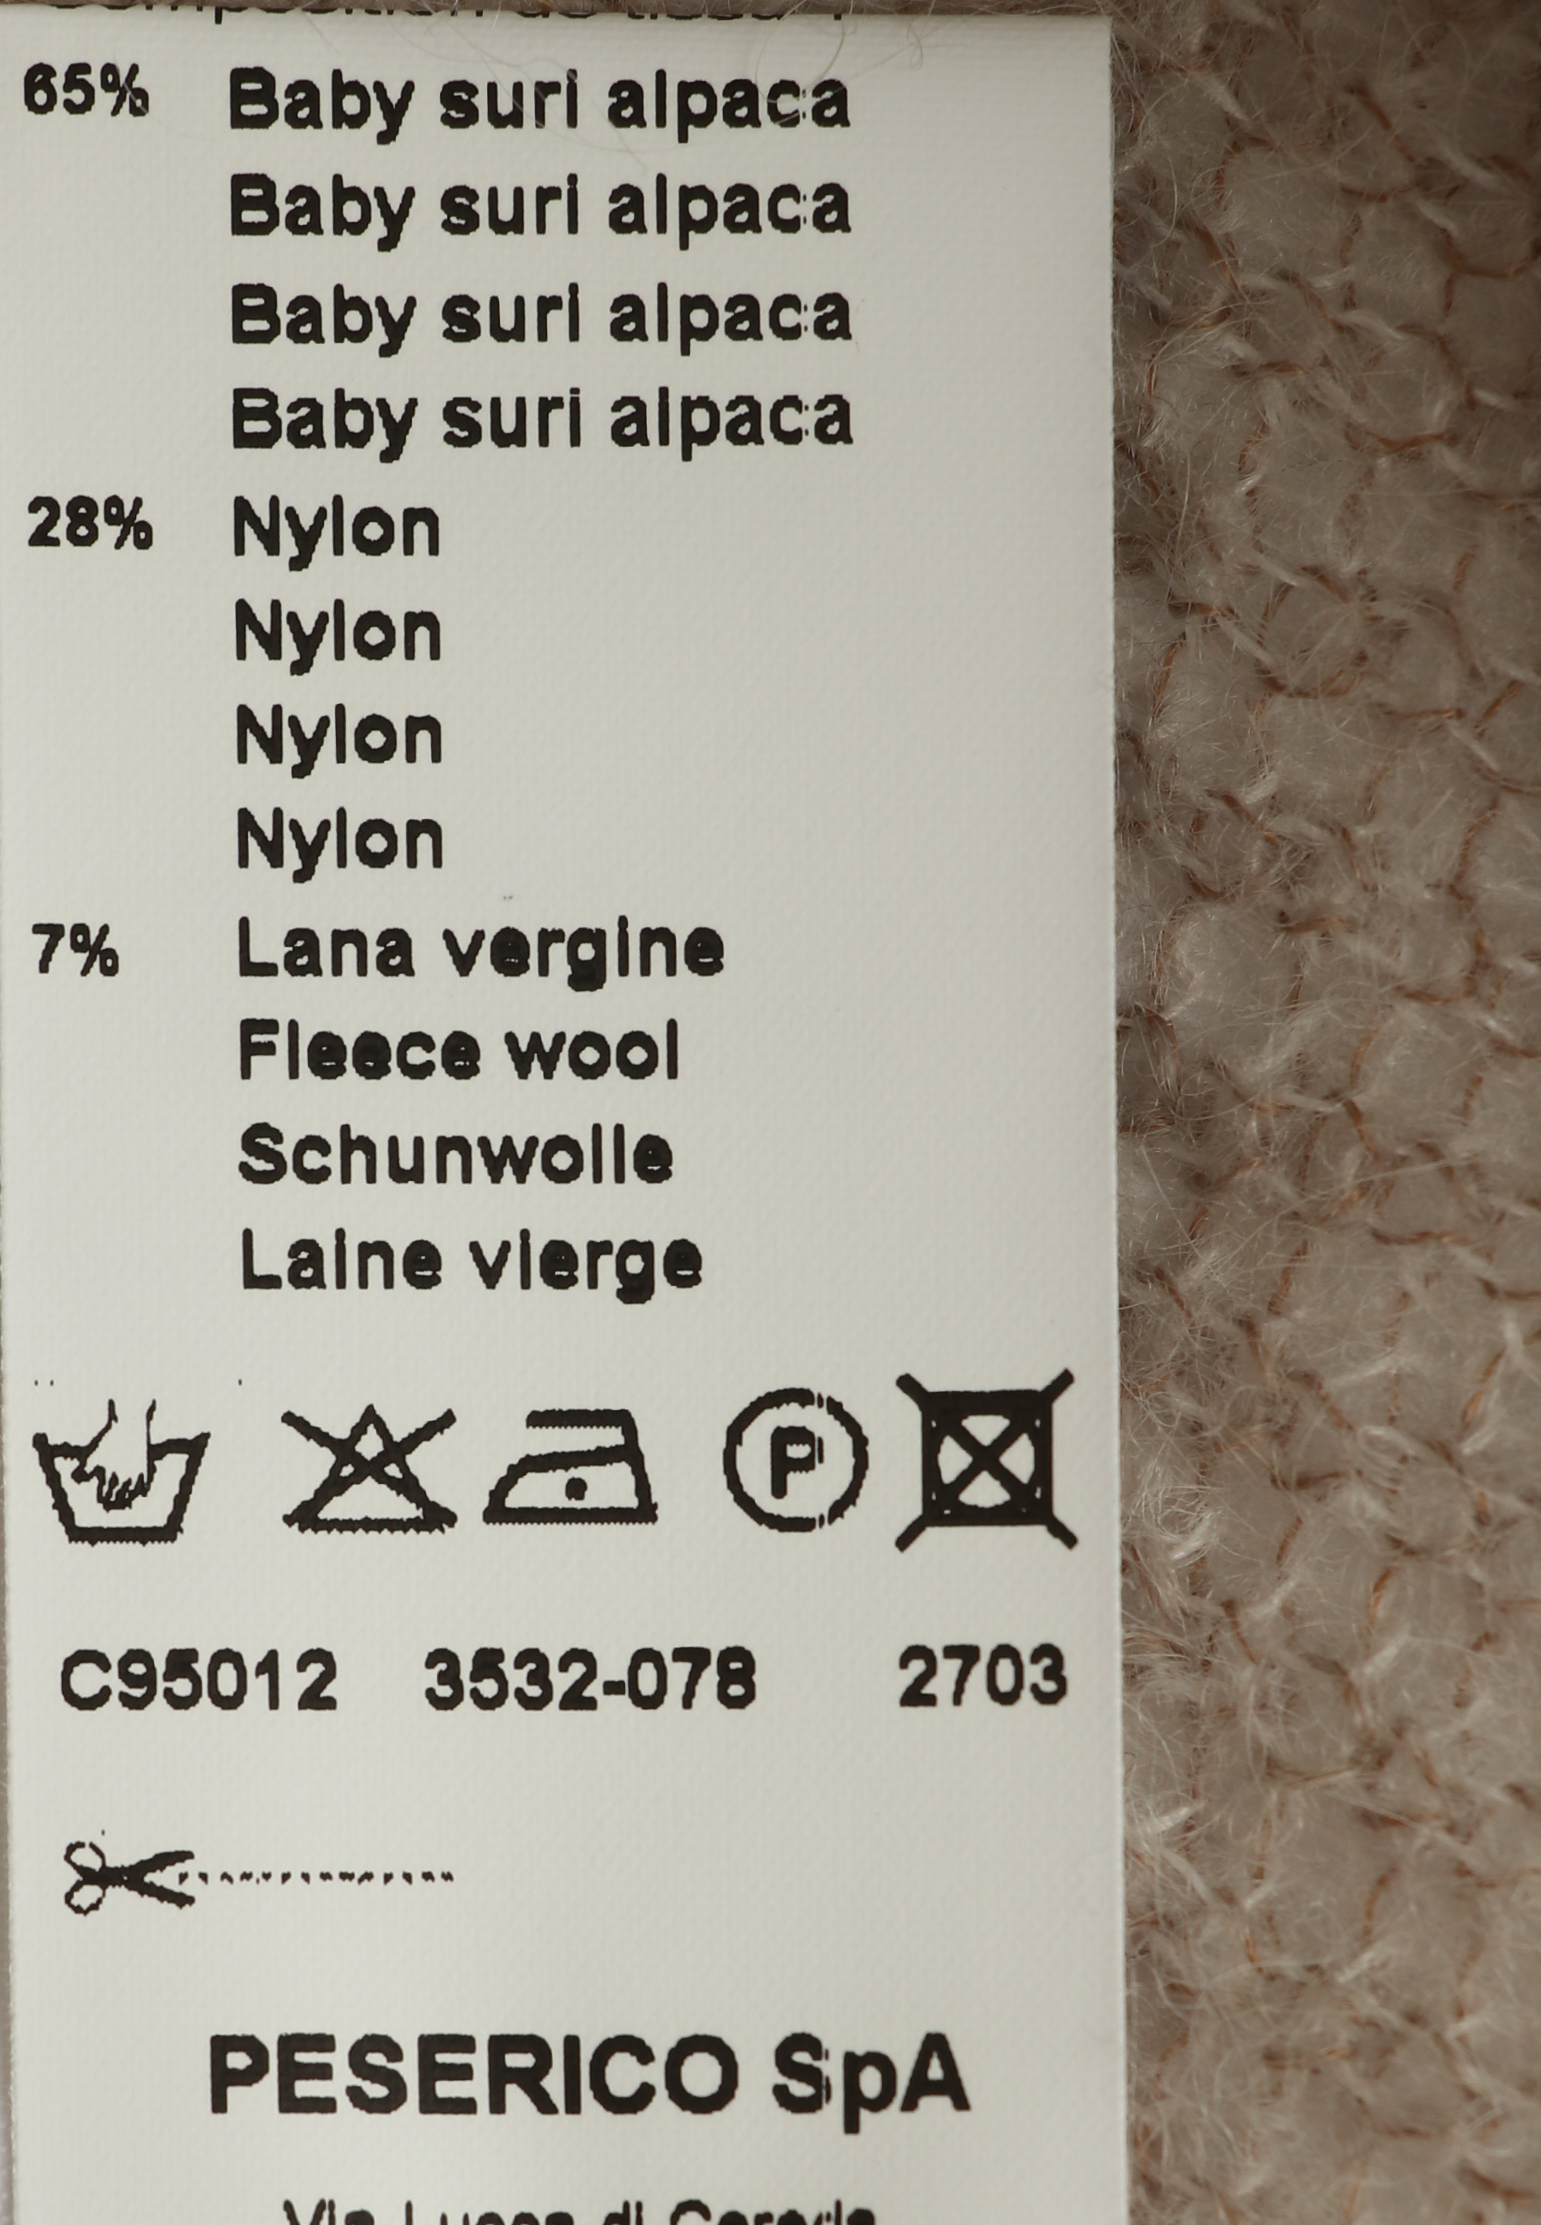 65% Baby suri alpaca
Baby suri alpaca
Baby suri alpaca
Baby suri alpaca
28% Nylon
Nylon
Nylon
Nylon
7% Lana vergine
Fleece wool
Schunwolle
Laine vierge
P
C95012 3532-078 2703
PESERICO SpA